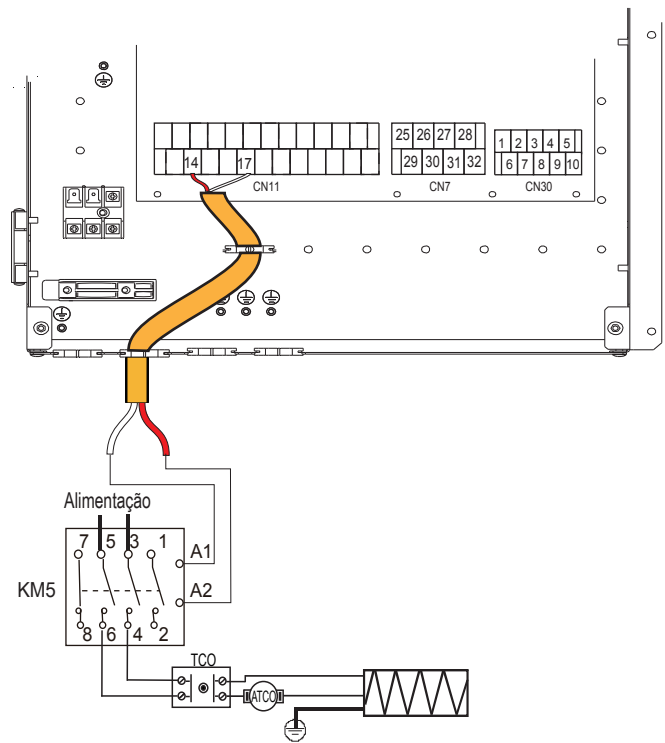 25 26 27 28
1 2 3 4 5
14 17
29 30 31 32
6 7 8 9 10
CN11
CN7
CN30
Alimentação
7 5 3 1
A1
KM5
A2
8 6 4 2
TCO
ATCO